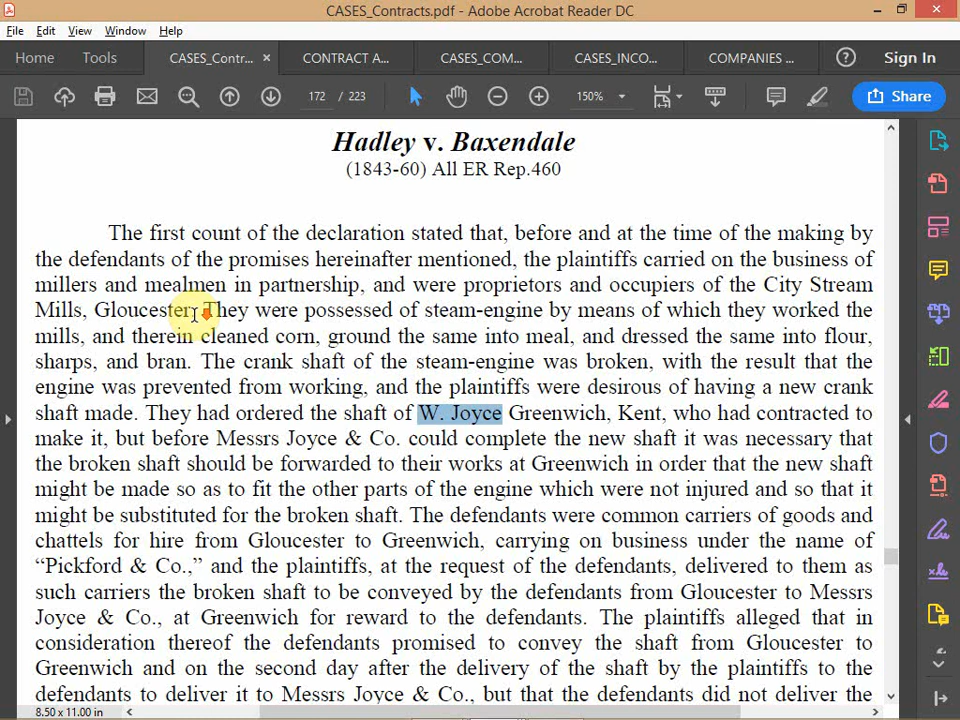 CASES_Contracts.pdf - Adobe Acrobat Reader DC
File Edit View Window Help
Home Tools CASES_Contr... × CONTRACT A... CASES_COM... CASES_INCO... COMPANIES ... Sign In
172 / 223 150% Share
Hadley v. Baxendale
(1843-60) All ER Rep.460
The first count of the declaration stated that, before and at the time of the making by
the defendants of the promises hereinafter mentioned, the plaintiffs carried on the business of
millers and mealmen in partnership, and were proprietors and occupiers of the City Stream
Mills, Gloucester. They were possessed of steam-engine by means of which they worked the
mills, and therein cleaned corn, ground the same into meal, and dressed the same into flour,
sharps, and bran. The crank shaft of the steam-engine was broken, with the result that the
engine was prevented from working, and the plaintiffs were desirous of having a new crank
shaft made. They had ordered the shaft of W. Joyce Greenwich, Kent, who had contracted to
make it, but before Messrs Joyce & Co. could complete the new shaft it was necessary that
the broken shaft should be forwarded to their works at Greenwich in order that the new shaft
might be made so as to fit the other parts of the engine which were not injured and so that it
might be substituted for the broken shaft. The defendants were common carriers of goods and
chattels for hire from Gloucester to Greenwich, carrying on business under the name of
“Pickford & Co.,” and the plaintiffs, at the request of the defendants, delivered to them as
such carriers the broken shaft to be conveyed by the defendants from Gloucester to Messrs
Joyce & Co., at Greenwich for reward to the defendants. The plaintiffs alleged that in
consideration thereof the defendants promised to convey the shaft from Gloucester to
Greenwich and on the second day after the delivery of the shaft by the plaintiffs to the
defendants to deliver it to Messrs Joyce & Co., but that the defendants did not deliver the
8.50 x 11.00 in